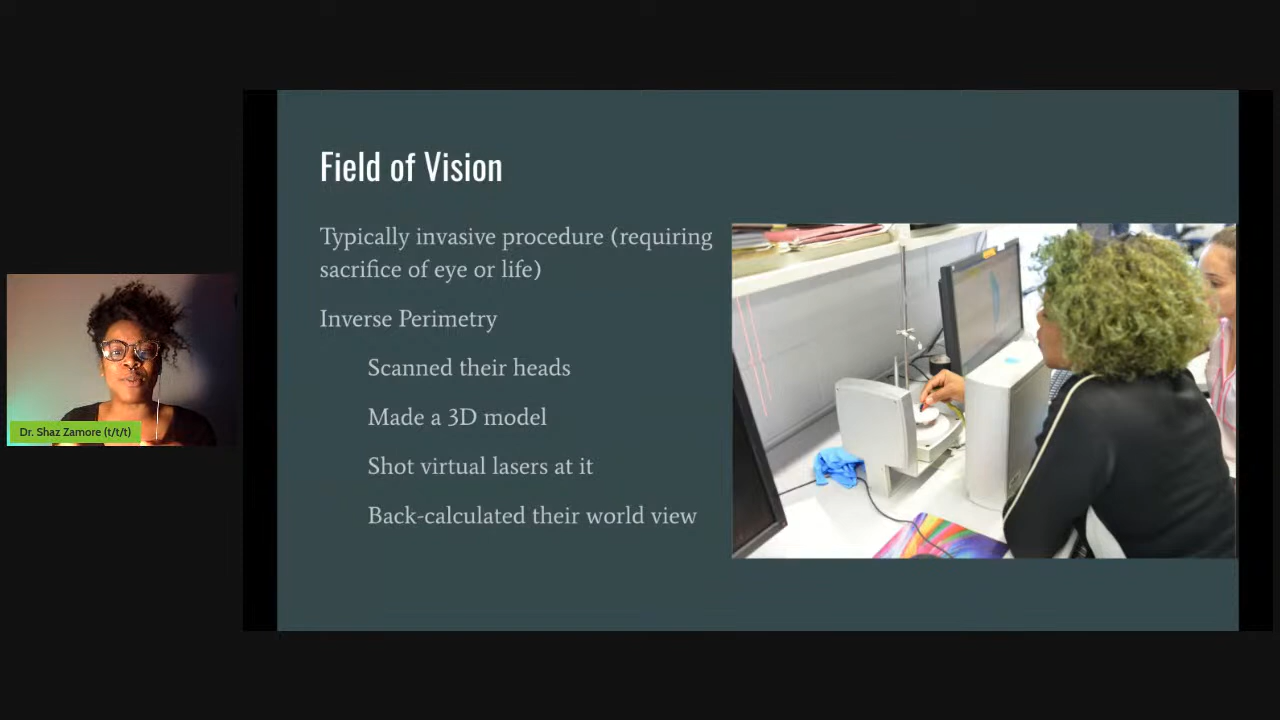 Field of Vision
Typically invasive procedure (requiring
sacrifice of eye or life)
Inverse Perimetry
Scanned their heads
Made a 3D model
Shot virtual lasers at it
Back-calculated their world view
Dr. Shaz Zamore (t/t/t)